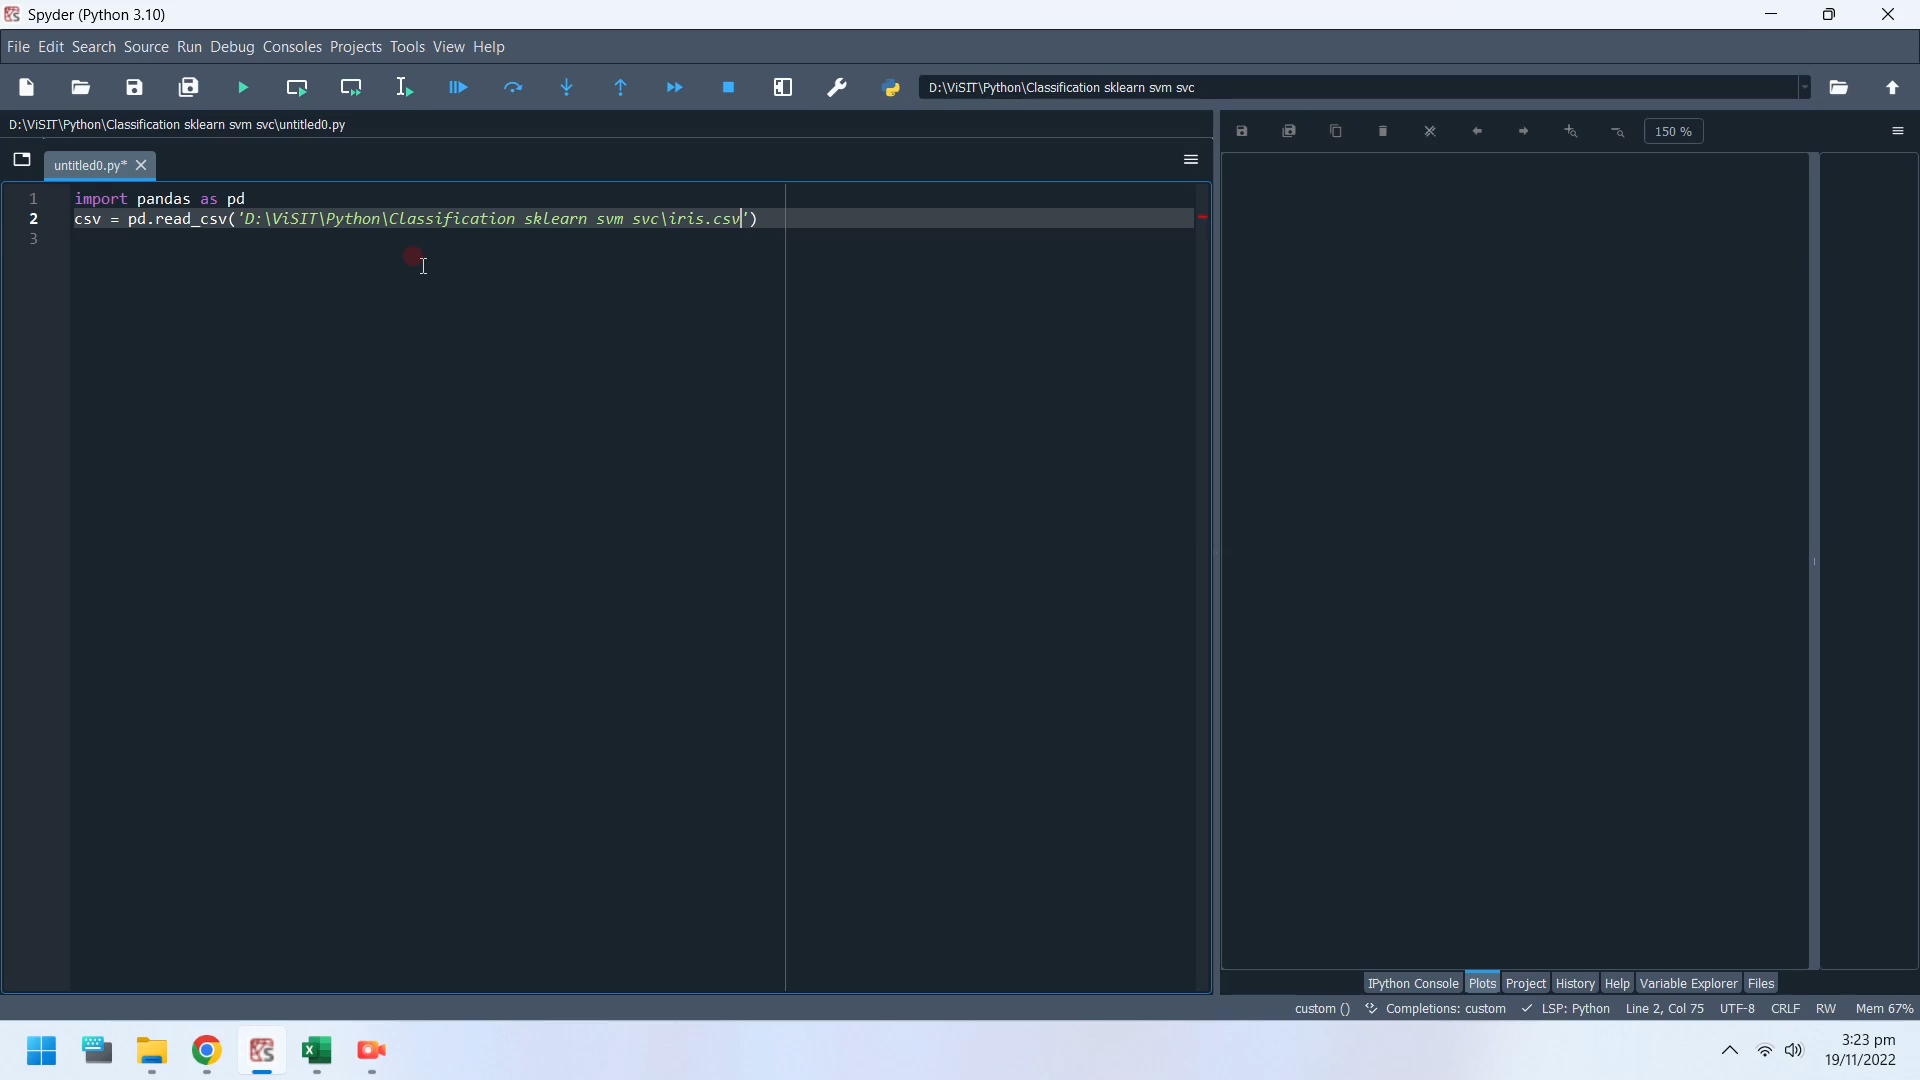 Spyder (Python 3.10)
File Edit Search Source Run Debug Consoles Projects Tools View Help
D:\ViSIT\Python\Classification sklearn svm svc
D:\ViSIT\Python\Classification sklearn svm svc\untitled0.py
untitled0.py*
150 %
1 import pandas as pd
2 csv = pd.read_csv('D:\ViSIT\Python\Classification sklearn svm svc\iris.csv')
3
IPython Console Plots Project History Help Variable Explorer Files
custom () Completions: custom LSP: Python Line 2, Col 75 UTF-8 CRLF RW Mem 67%
3:23 pm
19/11/2022